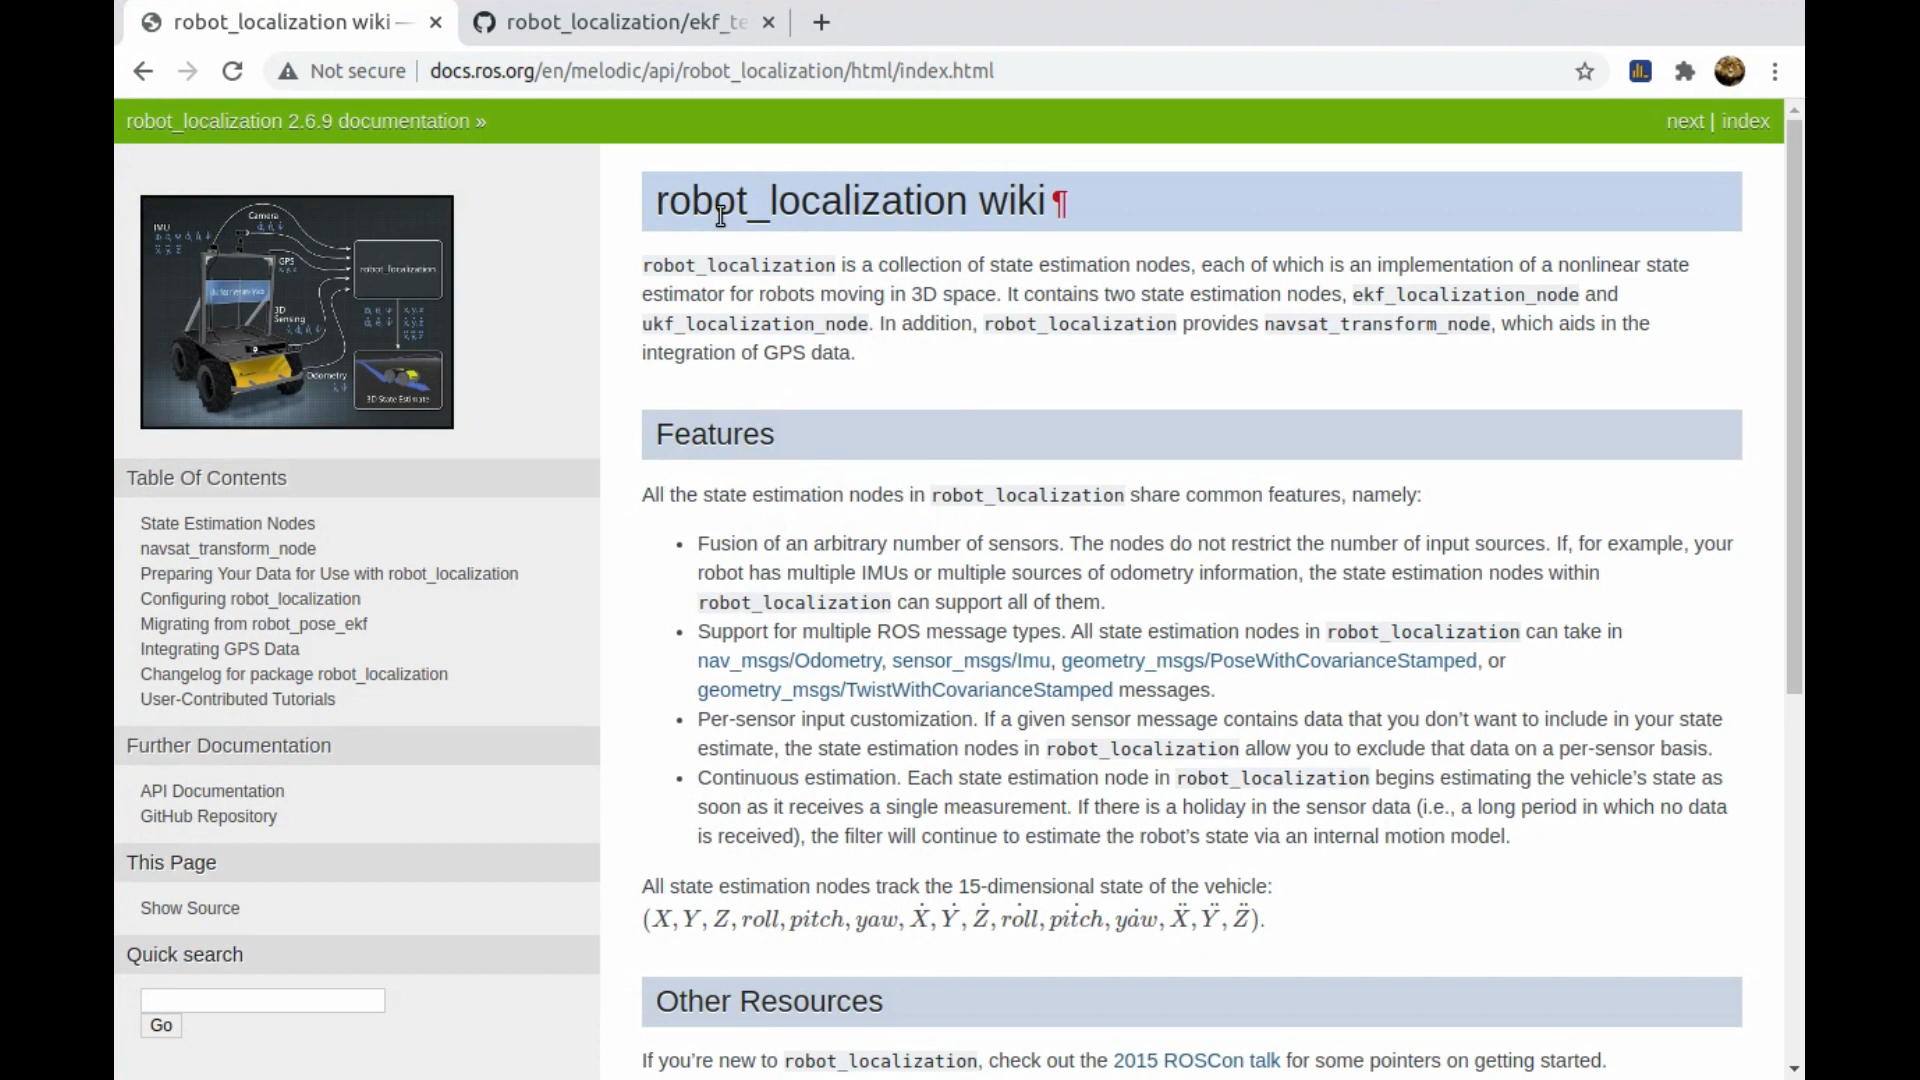 robot_localization wiki —
robot_localization/ekf_te
Not secure
docs.ros.org/en/melodic/api/robot_localization/html/index.html
robot_localization 2.6.9 documentation »
next | index
Camera
IMU
GPS
robot_localization
3D
Sensing
Odometry
3D State Estimate
Table Of Contents
State Estimation Nodes
navsat_transform_node
Preparing Your Data for Use with robot_localization
Configuring robot_localization
Migrating from robot_pose_ekf
Integrating GPS Data
Changelog for package robot_localization
User-Contributed Tutorials
Further Documentation
API Documentation
GitHub Repository
This Page
Show Source
Quick search
Go
robot_localization wiki¶
robot_localization is a collection of state estimation nodes, each of which is an implementation of a nonlinear state
estimator for robots moving in 3D space. It contains two state estimation nodes, ekf_localization_node and
ukf_localization_node. In addition, robot_localization provides navsat_transform_node, which aids in the
integration of GPS data.
Features
All the state estimation nodes in robot_localization share common features, namely:
• Fusion of an arbitrary number of sensors. The nodes do not restrict the number of input sources. If, for example, your
robot has multiple IMUs or multiple sources of odometry information, the state estimation nodes within
robot_localization can support all of them.
• Support for multiple ROS message types. All state estimation nodes in robot_localization can take in
nav_msgs/Odometry, sensor_msgs/Imu, geometry_msgs/PoseWithCovarianceStamped, or
geometry_msgs/TwistWithCovarianceStamped messages.
• Per-sensor input customization. If a given sensor message contains data that you don’t want to include in your state
estimate, the state estimation nodes in robot_localization allow you to exclude that data on a per-sensor basis.
• Continuous estimation. Each state estimation node in robot_localization begins estimating the vehicle’s state as
soon as it receives a single measurement. If there is a holiday in the sensor data (i.e., a long period in which no data
is received), the filter will continue to estimate the robot’s state via an internal motion model.
All state estimation nodes track the 15-dimensional state of the vehicle:
(X, Y, Z, roll, pitch, yaw, Ẋ, Ẏ, Ż, rȯll, pitċh, yȧw, Ẍ, Ÿ, Z̈).
Other Resources
If you’re new to robot_localization, check out the 2015 ROSCon talk for some pointers on getting started.